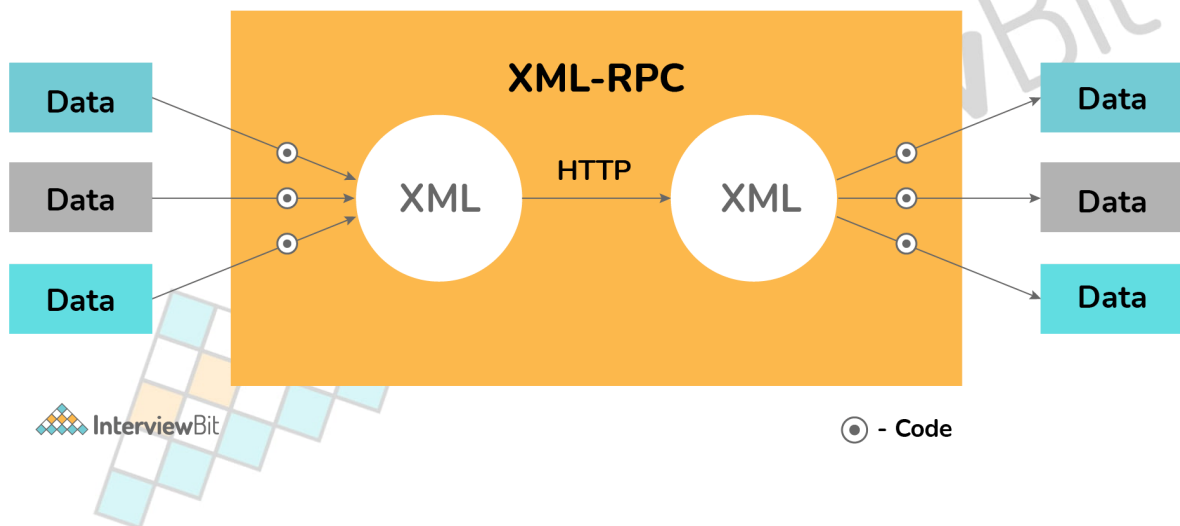 XML-RPC
Data
Data
Data
XML
HTTP
XML
Data
Data
Data
InterviewBit
- Code